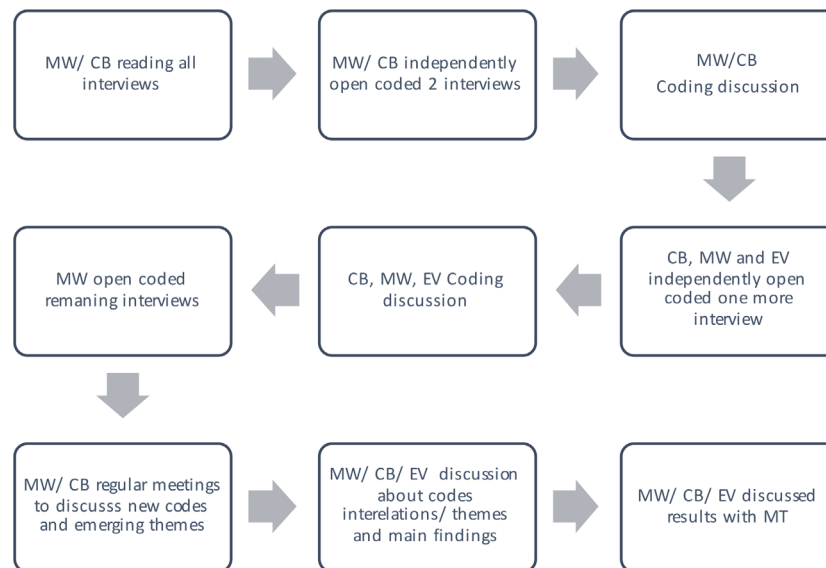 MW/ CB reading all
interviews
MW/ CB independently
open coded 2 interviews
MW/CB
Coding discussion
CB, MW and EV
independently open
coded one more
interview
CB, MW, EV Coding
discussion
MW open coded
remaning interviews
MW/ CB regular meetings
to discusss new codes
and emerging themes
MW/ CB/ EV discussion
about codes
interelations/ themes
and main findings
MW/ CB/ EV discussed
results with MT